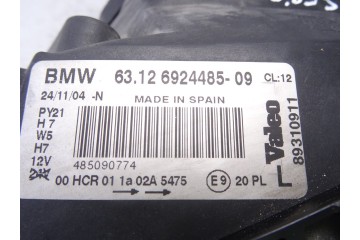 BMW 63.12 6924485-09 CL:12
24/11/04 -N MADE IN SPAIN
PY21
H7
W5
H7
12V
485090774
00 HCR 01 1a 02A 5475 E9 20 PL
Valeo
89310911